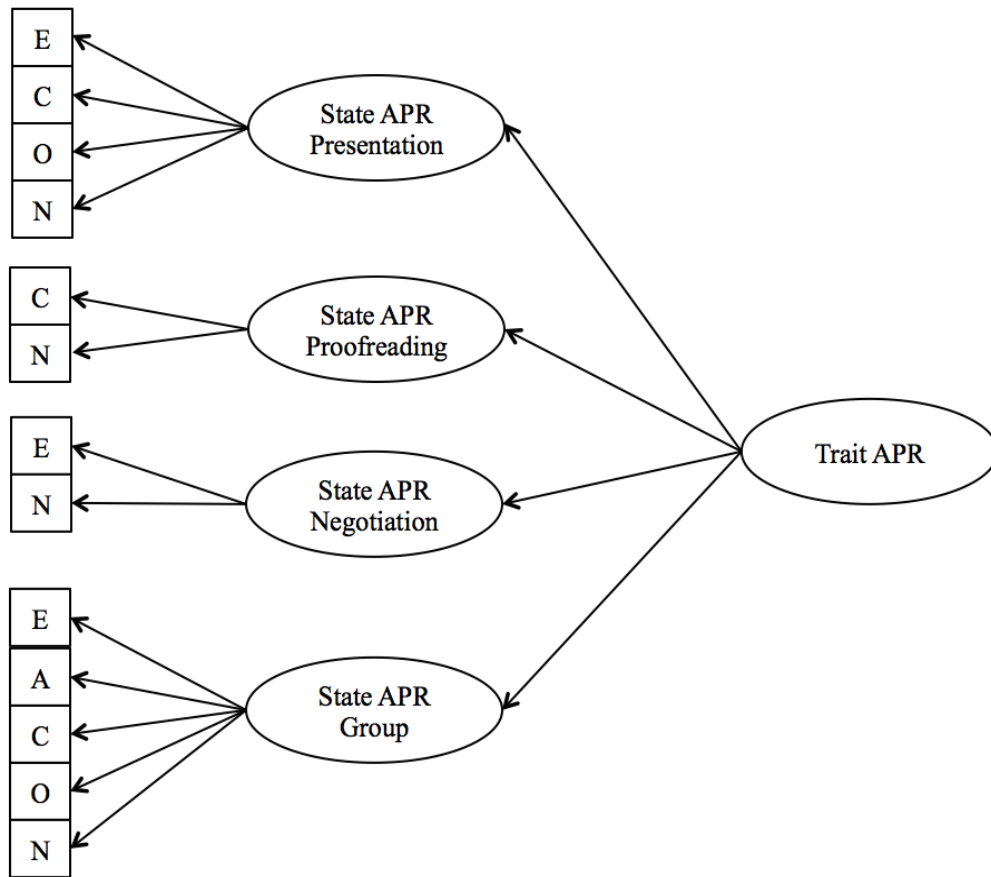 E
C
O
N
State APR
Presentation
C
N
State APR
Proofreading
E
N
State APR
Negotiation
Trait APR
E
A
C
O
N
State APR
Group